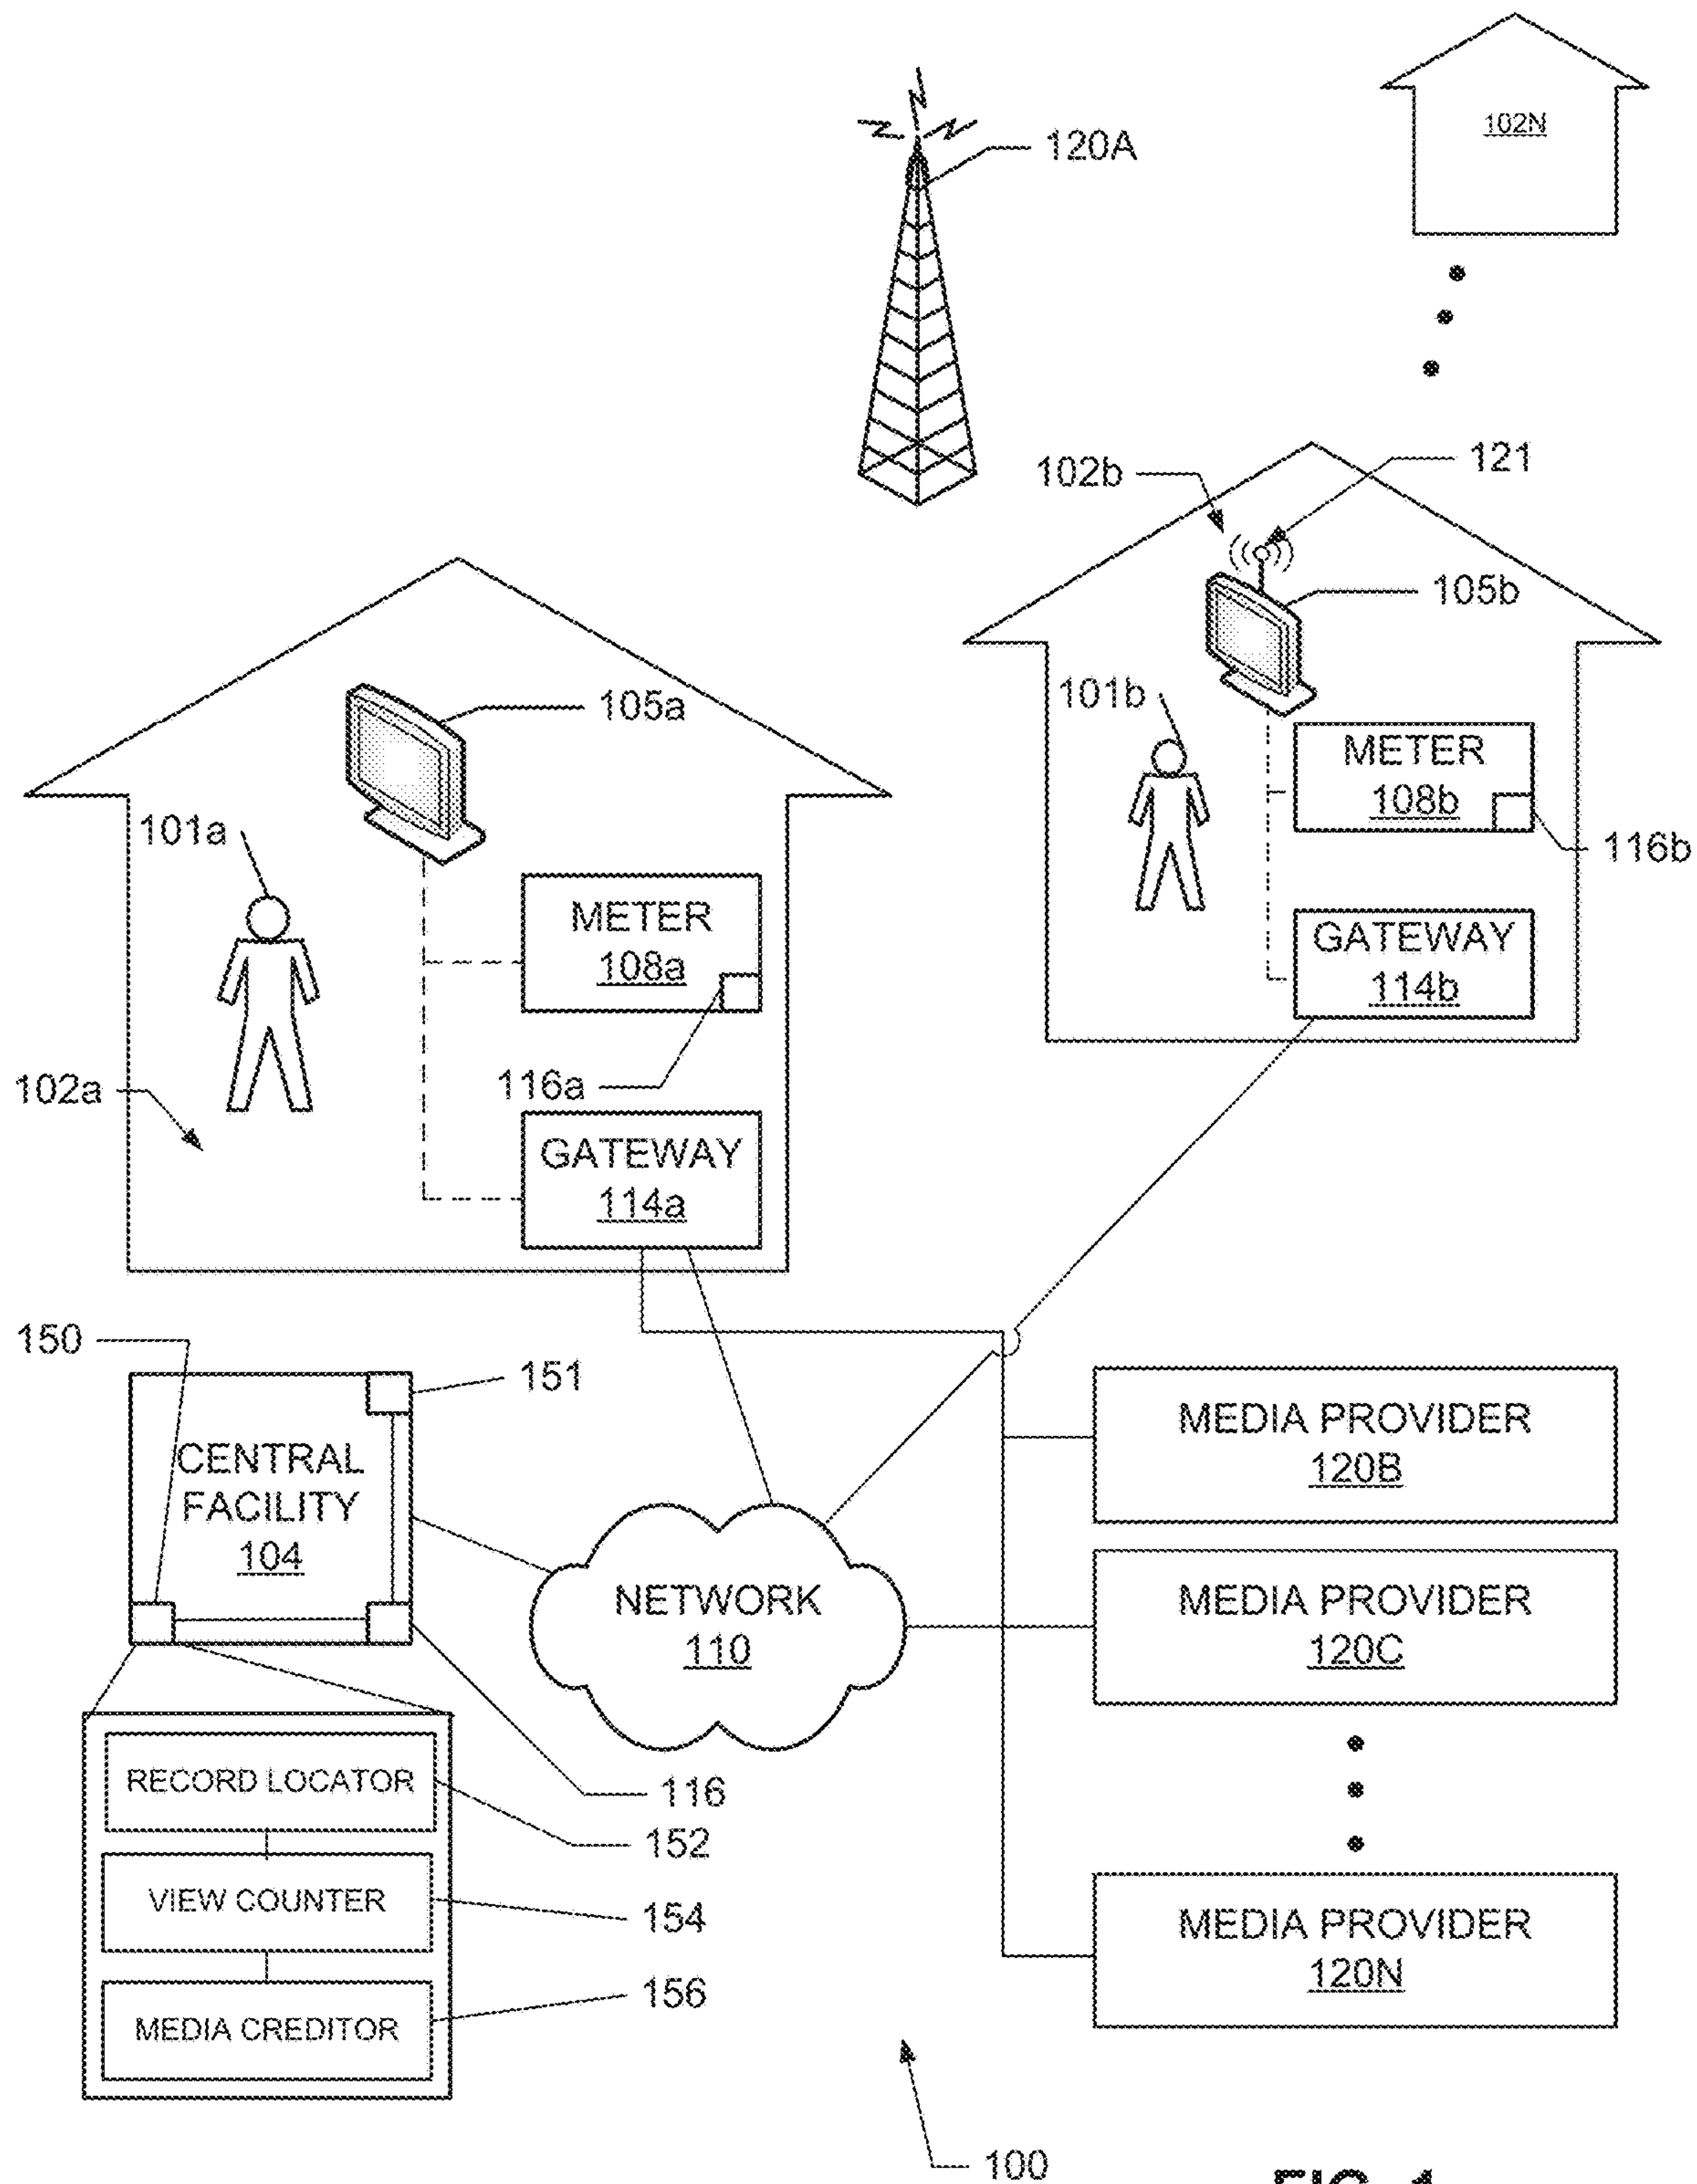 102N
120A
102b
121
105b
105a
101b
METER
108b
101a
116b
METER
108a
GATEWAY
114b
102a
116a
GATEWAY
114a
150
151
CENTRAL
FACILITY
104
MEDIA PROVIDER
120B
NETWORK
110
MEDIA PROVIDER
120C
RECORD LOCATOR
116
152
VIEW COUNTER
154
MEDIA PROVIDER
120N
MEDIA CREDITOR
156
100
FIG. 1